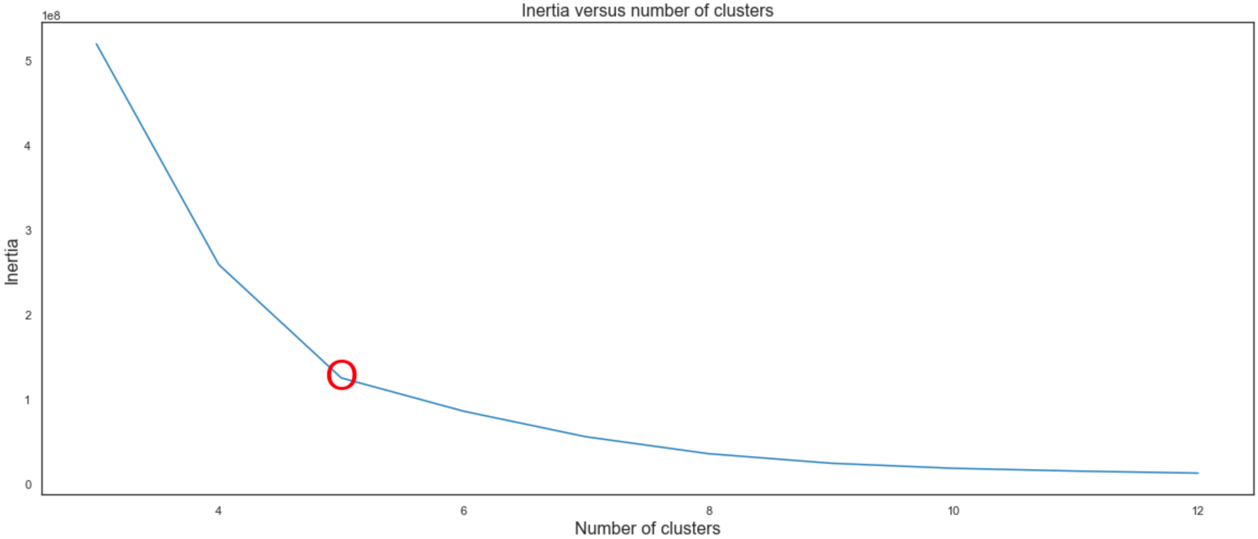 Inertia versus number of clusters
1e8
5
4
3
2
1
0
Inertia
4 6 8 10 12
Number of clusters